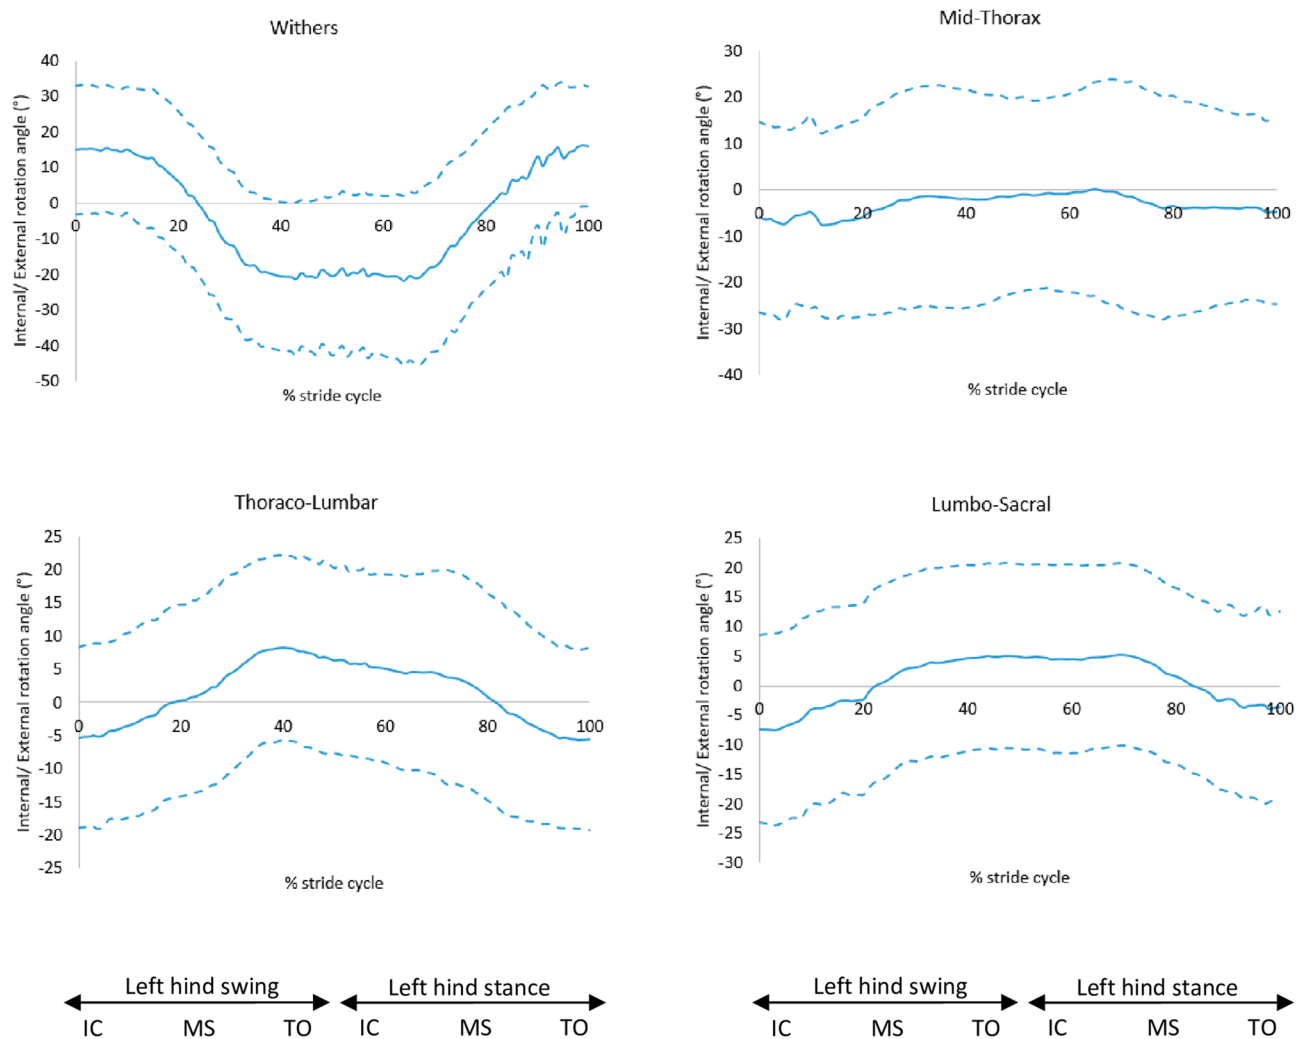 Withers
Internal/ External rotation angle (°)
40
30
20
10
0
-10
-20
-30
-40
-50
0 20 40 60 80 100
% stride cycle
Mid-Thorax
Internal/ External rotation angle (°)
30
20
10
0
-10
-20
-30
-40
0 20 40 60 80 100
% stride cycle
Thoraco-Lumbar
Internal/ External rotation angle (°)
25
20
15
10
5
0
-5
-10
-15
-20
-25
0 20 40 60 80 100
% stride cycle
Lumbo-Sacral
Internal/ External rotation angle (°)
25
20
15
10
5
0
-5
-10
-15
-20
-25
-30
0 20 40 60 80 100
% stride cycle
Left hind swing Left hind stance
IC MS TO IC MS TO
Left hind swing Left hind stance
IC MS TO IC MS TO